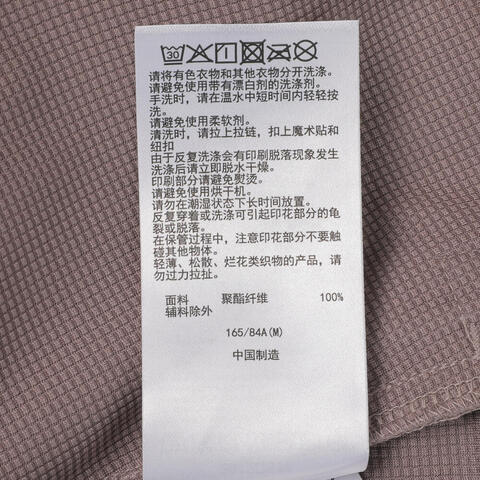 30
请将有色衣物和其他衣物分开洗涤。
请避免使用带有漂白剂的洗涤剂。
手洗时，请在温水中短时间内轻轻按
洗。
请避免使用柔软剂。
清洗时，请拉上拉链，扣上魔术贴和
纽扣
由于反复洗涤会有印刷脱落现象发生
洗涤后请立即脱水干燥。
印刷部分请避免熨烫。
请避免使用烘干机。
请勿在潮湿状态下长时间放置。
反复穿着或洗涤可引起印花部分的龟
裂或脱落。
在保管过程中，注意印花部分不要触
碰其他物体。
轻薄、松散、烂花类织物的产品，请
勿过力拉扯。
面料 聚酯纤维 100%
辅料除外
165/84A(M)
中国制造